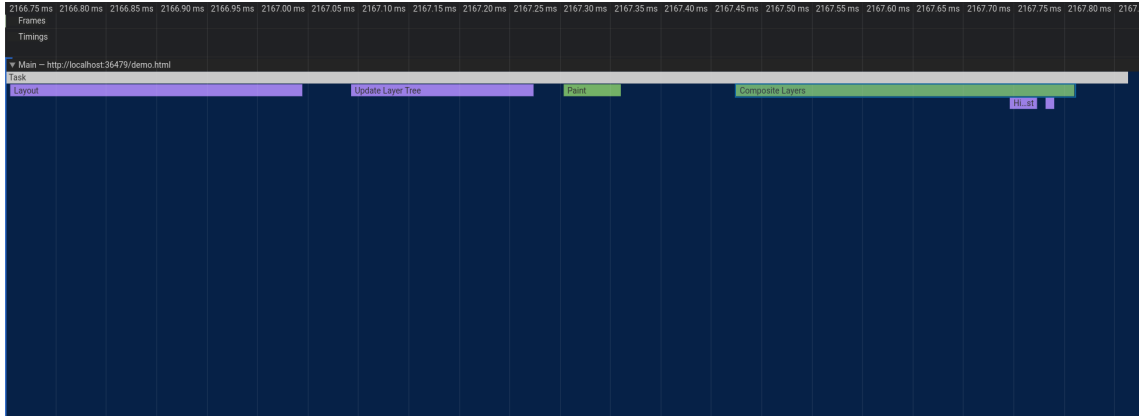 2166.75 ms 2166.80 ms 2166.85 ms 2166.90 ms 2166.95 ms 2167.00 ms 2167.05 ms 2167.10 ms 2167.15 ms 2167.20 ms 2167.25 ms 2167.30 ms 2167.35 ms 2167.40 ms 2167.45 ms 2167.50 ms 2167.55 ms 2167.60 ms 2167.65 ms 2167.70 ms 2167.75 ms 2167.80 ms 2167.
Frames
Timings
▼ Main — http://localhost:36479/demo.html
Task
Layout Update Layer Tree Paint Composite Layers
Hi…st